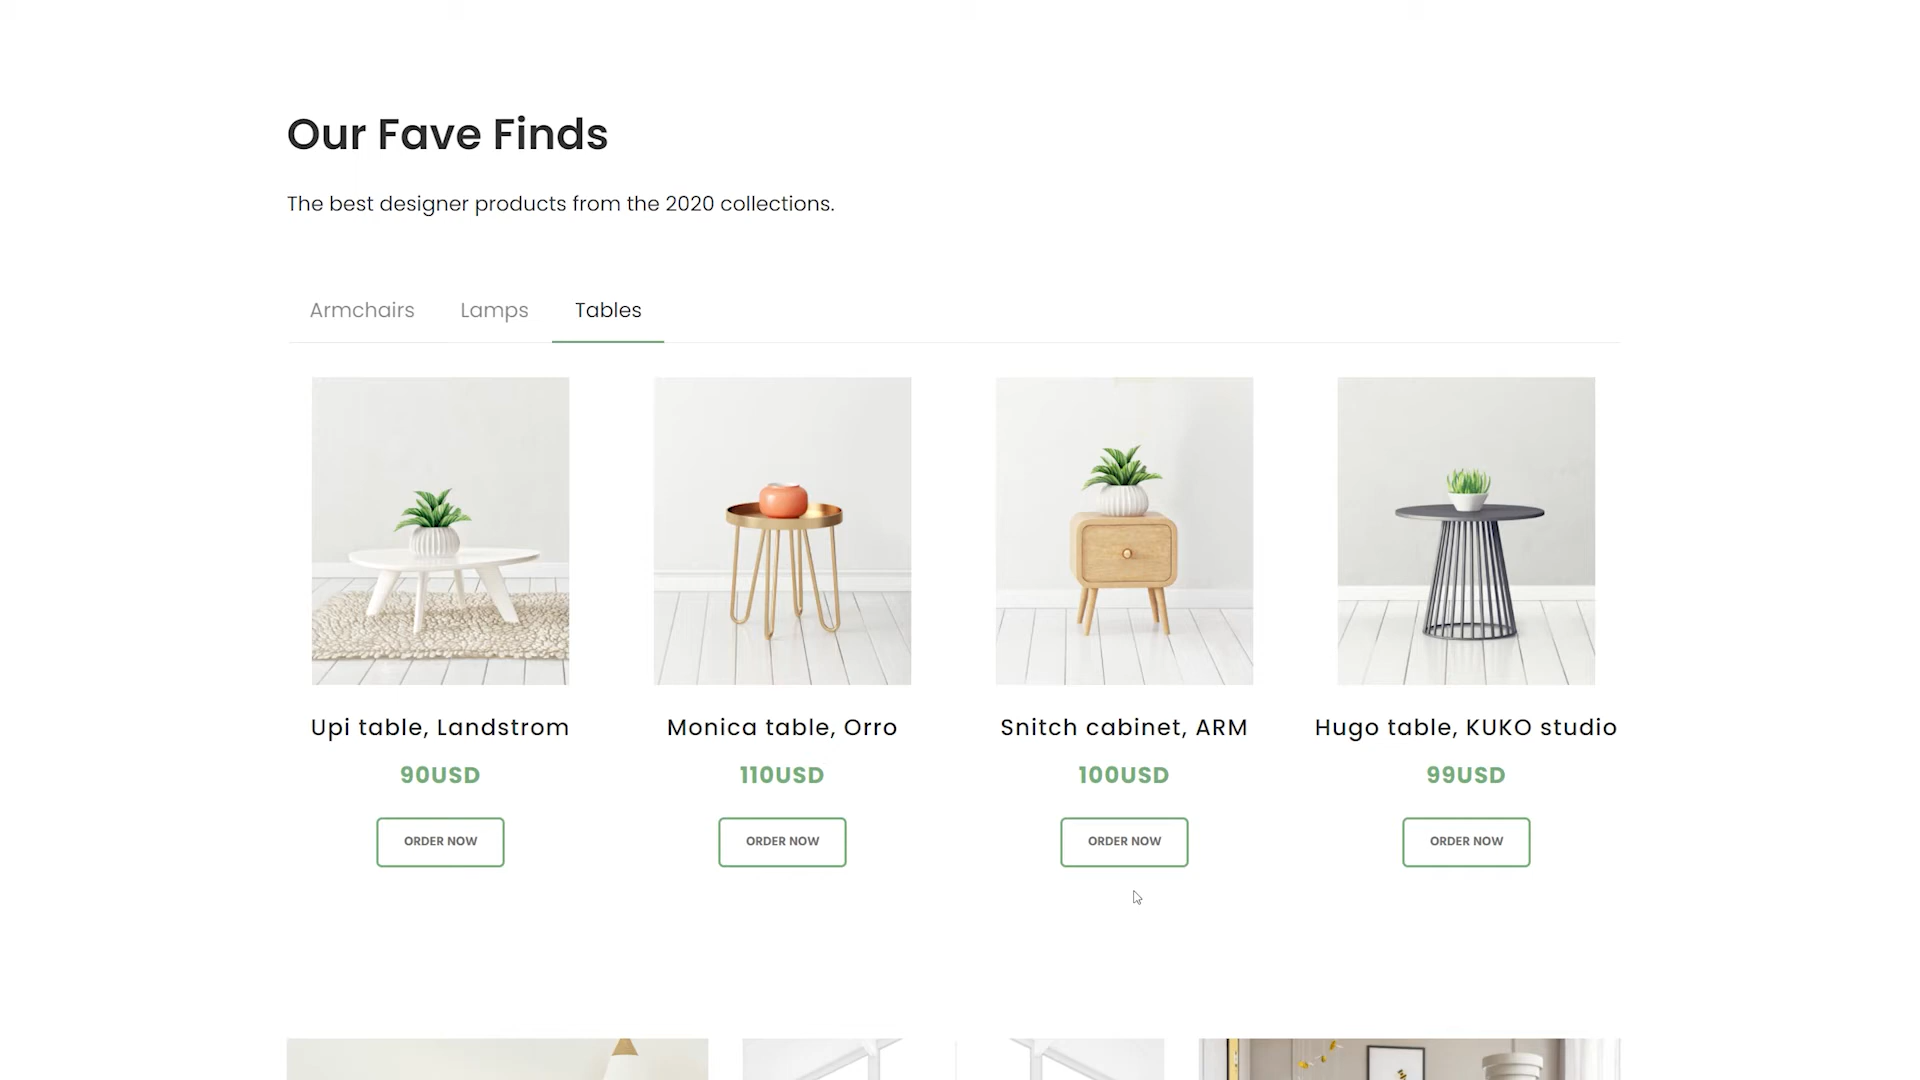 Our Fave Finds
The best designer products from the 2020 collections.
Armchairs Lamps Tables
Upi table, Landstrom Monica table, Orro Snitch cabinet, ARM Hugo table, KUKO studio
90USD 110USD 100USD 99USD
ORDER NOW ORDER NOW ORDER NOW ORDER NOW